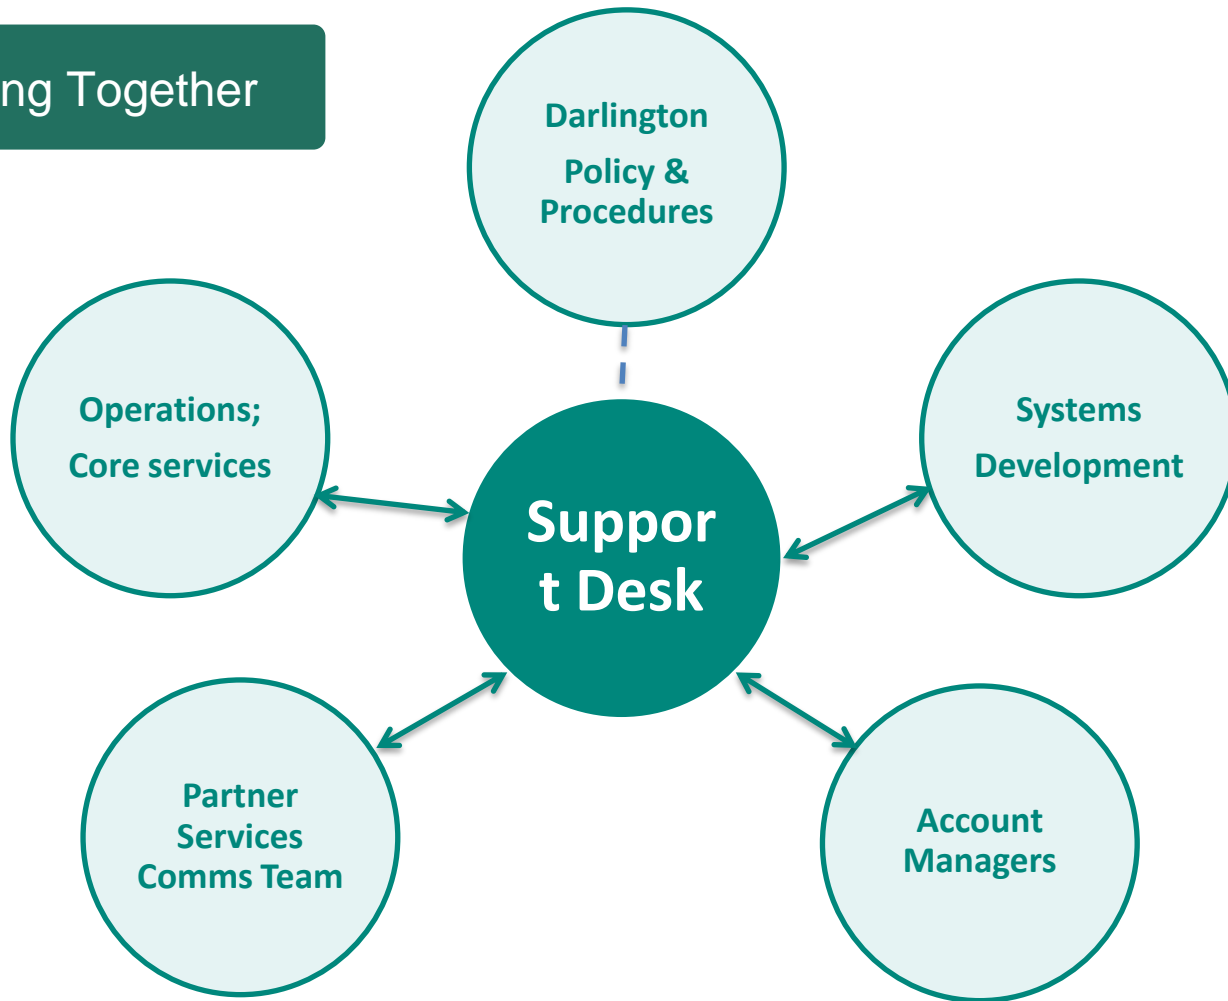 ng Together
Darlington
Policy &
Procedures
Operations;
Core services
Systems
Development
Suppor
t Desk
Partner
Services
Comms Team
Account
Managers